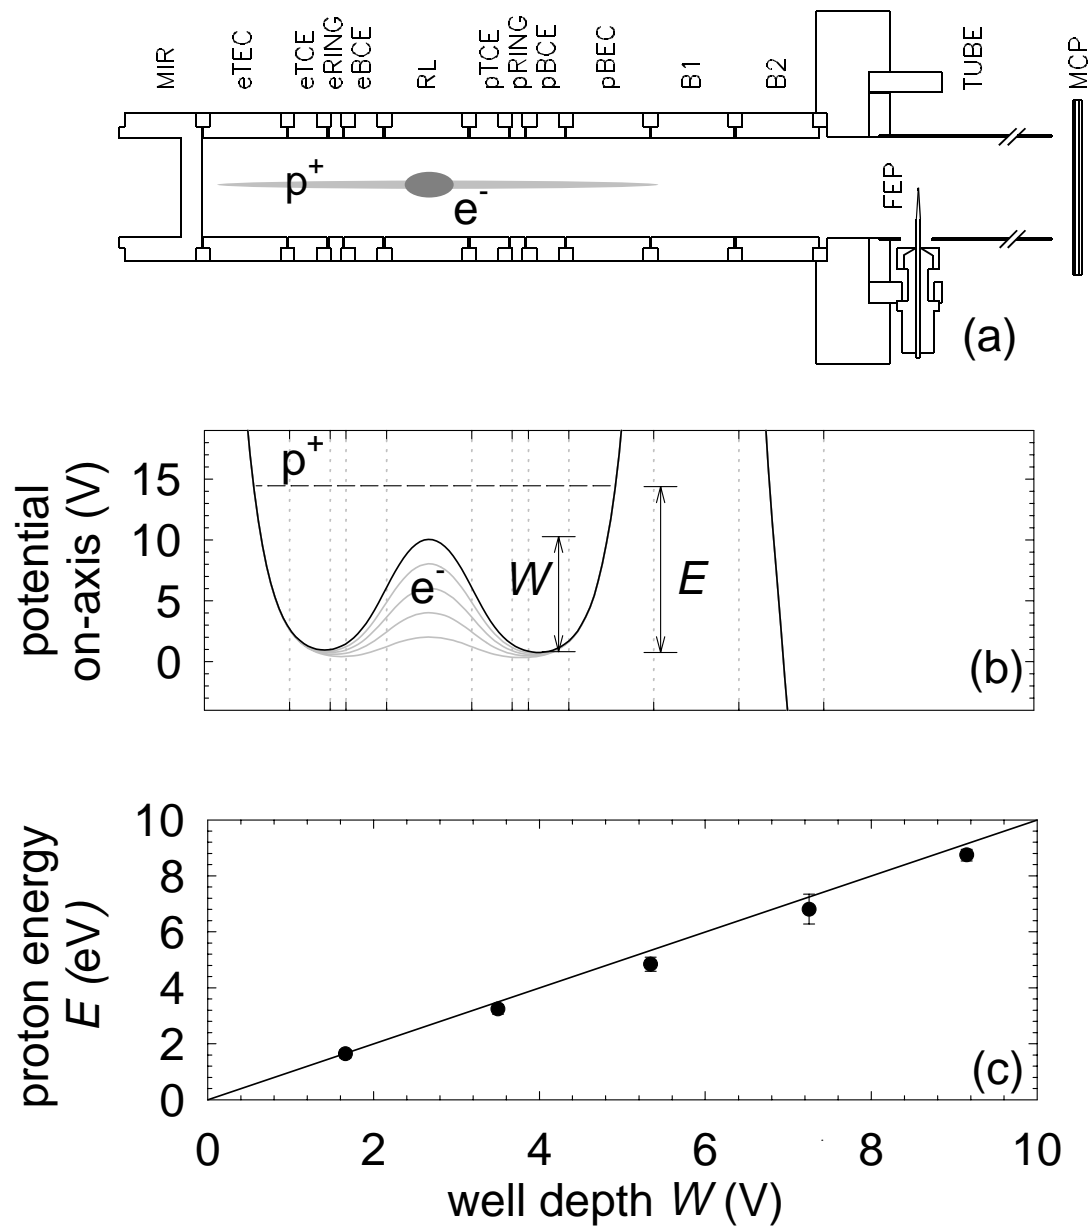 MIR eTEC eTCE eRING eBCE RL pTCE pRING pBCE pBEC B1 B2 TUBE MCP
p+
e-
FEP
(a)
potential
on-axis (V)
15
10
5
0
p+
e-
W
E
(b)
proton energy
E (eV)
10
8
6
4
2
0
(c)
0 2 4 6 8 10
well depth W (V)